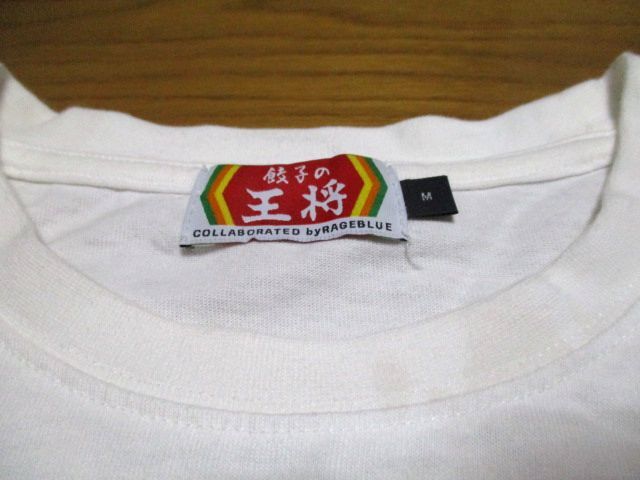 餃子の
王将
COLLABORATED byRAGEBLUE
M